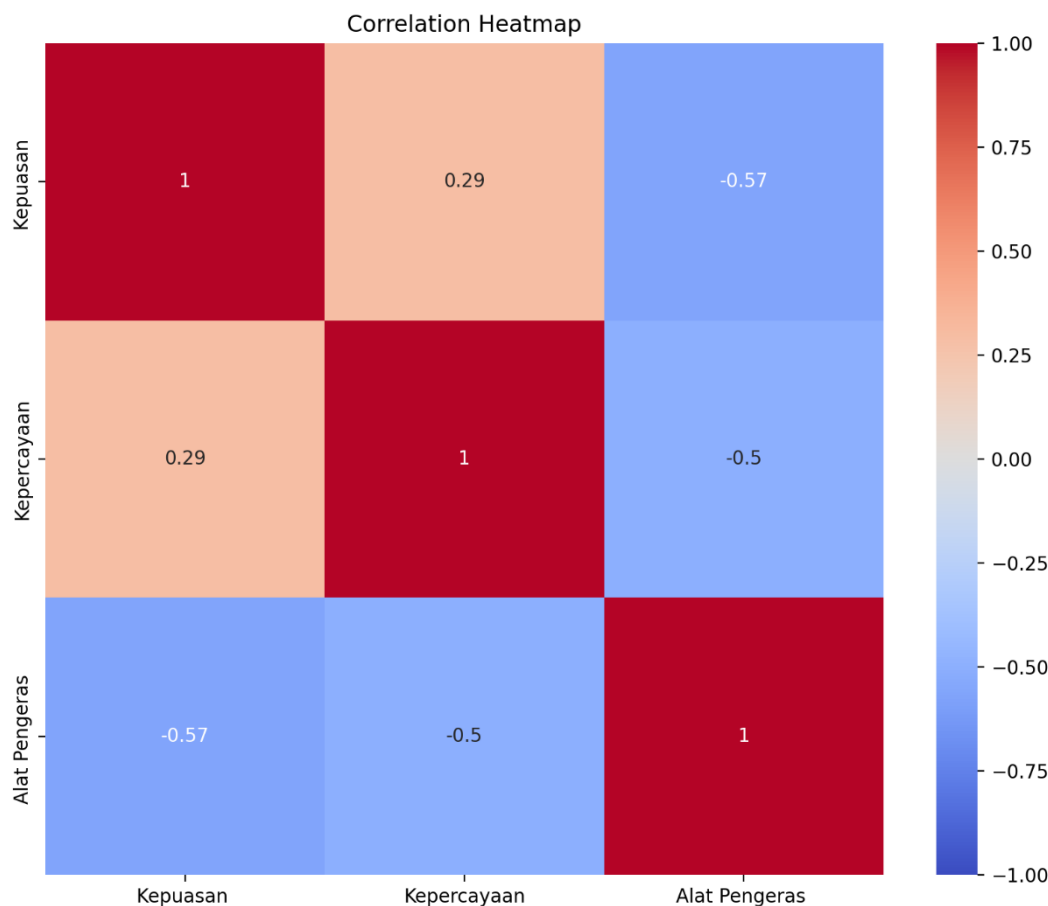 Correlation Heatmap
Kepuasan
1
0.29
-0.57
Kepercayaan
0.29
1
-0.5
Alat Pengeras
-0.57
-0.5
1
Kepuasan
Kepercayaan
Alat Pengeras
1.00
0.75
0.50
0.25
0.00
−0.25
−0.50
−0.75
−1.00